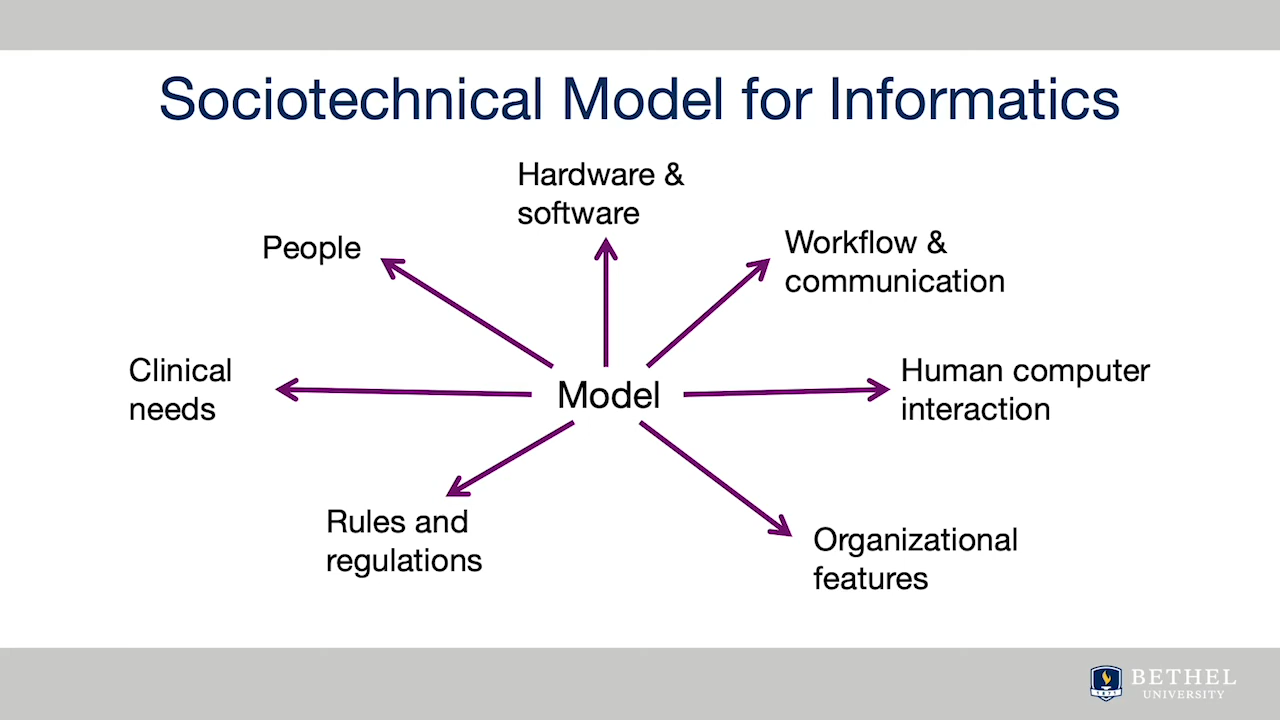 Sociotechnical Model for Informatics
Hardware &
software
People
Workflow &
communication
Clinical
needs
Model
Human computer
interaction
Rules and
regulations
Organizational
features
BETHEL
UNIVERSITY